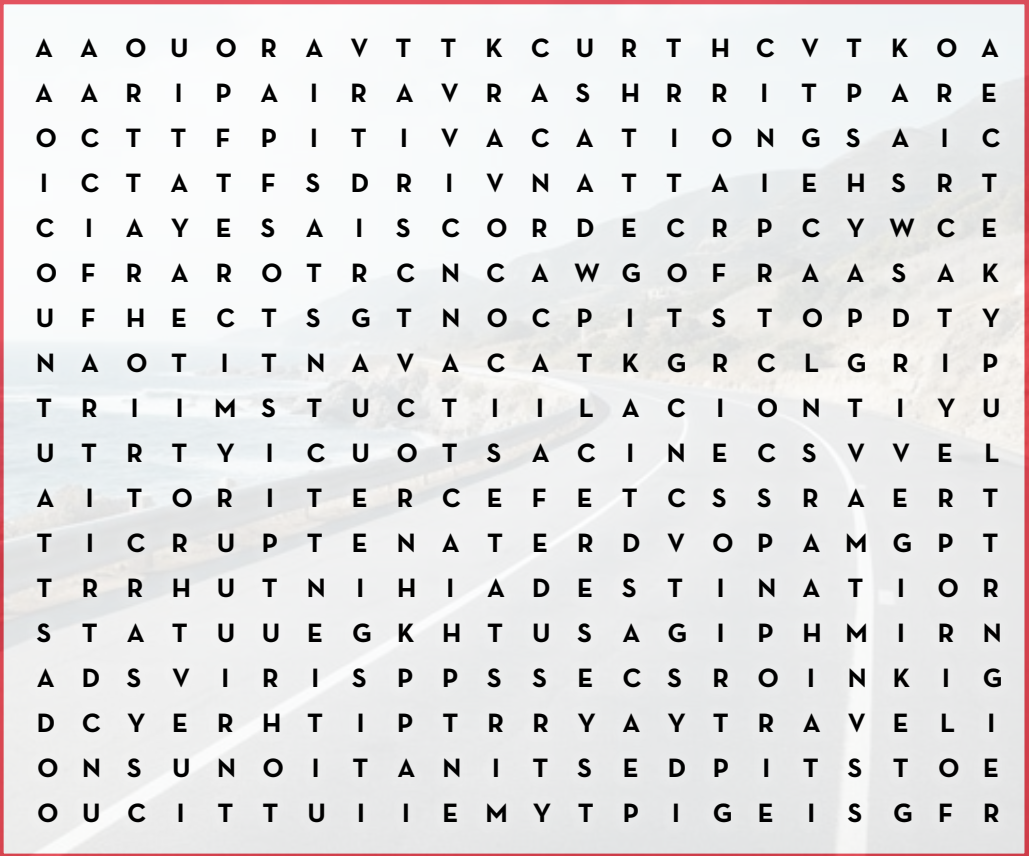 A A O U O R A V T T K C U R T H C V T K O A
A A R I P A I R A V R A S H R R I T P A R E
O C T T F P I T I V A C A T I O N G S A I C
I C T A T F S D R I V N A T T A I E H S R T
C I A Y E S A I S C O R D E C R P C Y W C E
O F R A R O T R C N C A W G O F R A A S A K
U F H E C T S G T N O C P I T S T O P D T Y
N A O T I T N A V A C A T K G R C L G R I P
T R I I M S T U C T I I L A C I O N T I Y U
U T R T Y I C U O T S A C I N E C S V V E L
A I T O R I T E R C E F E T C S S R A E R T
T I C R U P T E N A T E R D V O P A M G P T
T R R H U T N I H I A D E S T I N A T I O R
S T A T U U E G K H T U S A G I P H M I R N
A D S V I R I S P P S S E C S R O I N K I G
D C Y E R H T I P T R R Y A Y T R A V E L I
O N S U N O I T A N I T S E D P I T S T O E
O U C I T T U I I E M Y T P I G E I S G F R